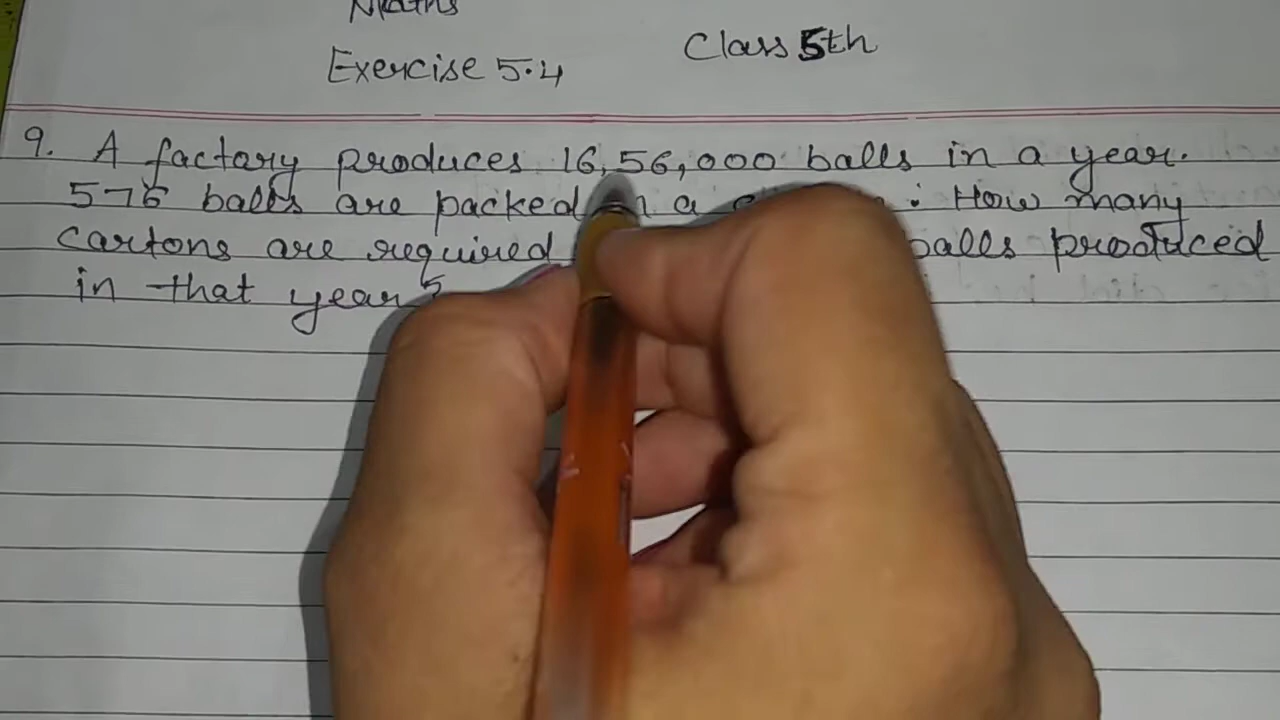 Maths
Exercise 5.4
Class 5th
9. A factory produces 16,56,000 balls in a year.
576 balls are packed in a . How many
cartons are required balls produced
in that year